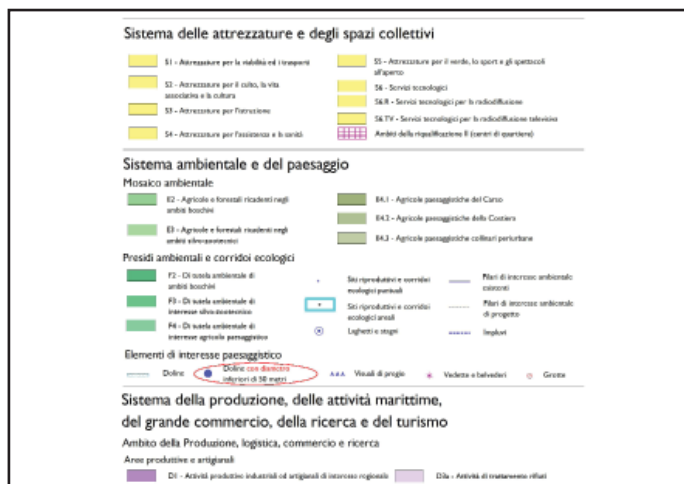 Sistema delle attrezzature e degli spazi collettivi
S1 - Attrezzature per la viabilità ed i trasporti
S2 - Attrezzature per il culto, la vita
associativa e la cultura
S3 - Attrezzature per l'istruzione
S4 - Attrezzature per l'assistenza e la sanità
S5 - Attrezzature per il verde, lo sport e gli spettacoli
all'aperto
S6 - Servizi tecnologici
S6.R - Servizi tecnologici per la radiodiffusione
S6.TV - Servizi tecnologici per la radiodiffusione televisiva
Ambiti della riqualificazione II (centri di quartiere)
Sistema ambientale e del paesaggio
Mosaico ambientale
E2 - Agricole e forestali ricadenti negli
ambiti boschivi
E3 - Agricole e forestali ricadenti negli
ambiti silvo-zootecnici
E4.1 - Agricole paesaggistiche del Carso
E4.2 - Agricole paesaggistiche della Costiera
E4.3 - Agricole paesaggistiche collinari periurbane
Presidi ambientali e corridoi ecologici
F2 - Di tutela ambientale di
ambiti boschivi
F3 - Di tutela ambientale di
interesse silvo-zootecnico
F4 - Di tutela ambientale di
interesse agricolo paesaggistico
Siti riproduttivi e corridoi
ecologici puntuali
Siti riproduttivi e corridoi
ecologici areali
Laghetti e stagni
Filari di interesse ambientale
esistenti
Filari di interesse ambientale
di progetto
Impluvi
Elementi di interesse paesaggistico
Doline
Doline con diametro
inferiori di 50 metri
Visuali di pregio
Vedette e belvederi
Grotte
Sistema della produzione, delle attività marittime,
del grande commercio, della ricerca e del turismo
Ambito della Produzione, logistica, commercio e ricerca
Aree produttive e artigianali
D1 - Attività produttive industriali ed artigianali di interesse regionale
D3a - Attività di trattamento rifiuti